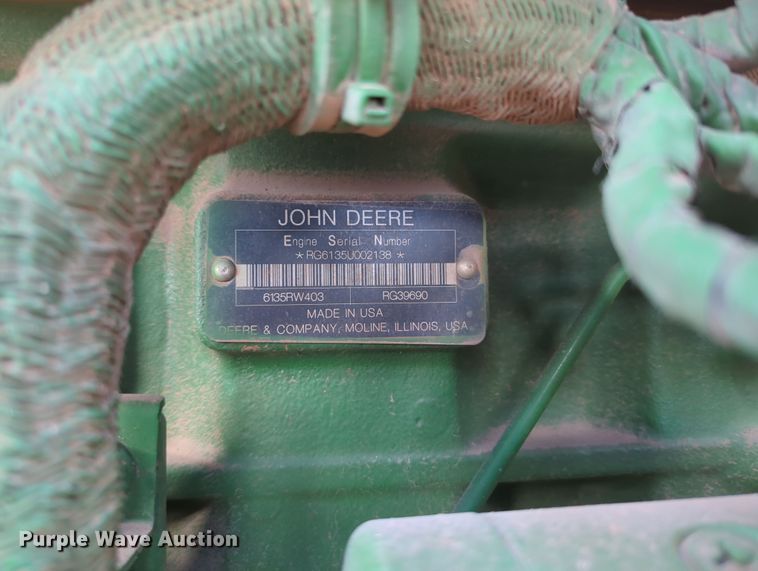 JOHN DEERE
Engine Serial Number
*RG6135U002138*
6135RW403 RG39690
MADE IN USA
DEERE & COMPANY, MOLINE, ILLINOIS, USA
Purple Wave Auction